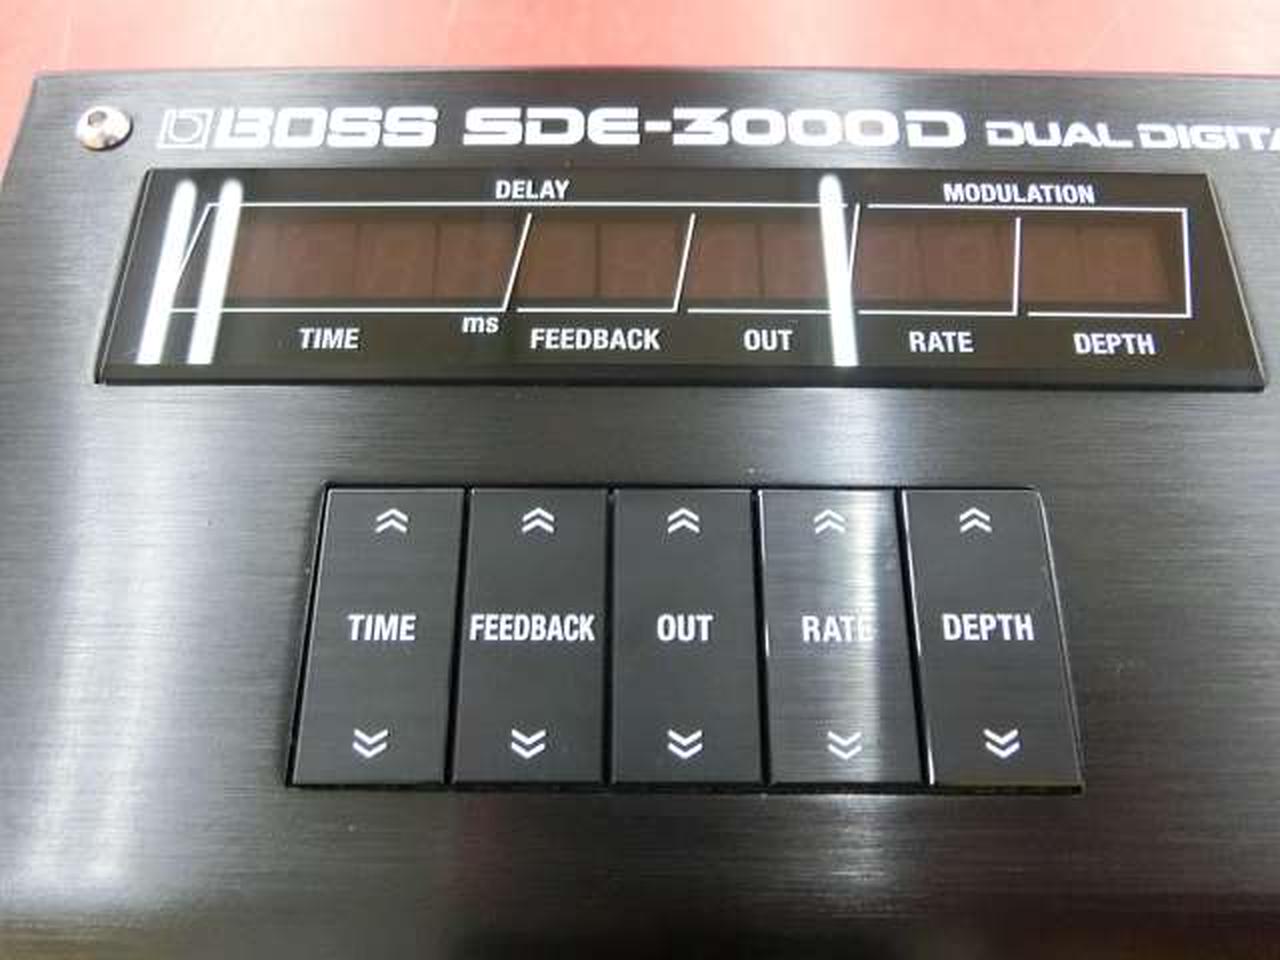 BOSS SDE-3000D DUAL DIGITA
DELAY MODULATION
TIME ms FEEDBACK OUT RATE DEPTH
TIME FEEDBACK OUT RATE DEPTH